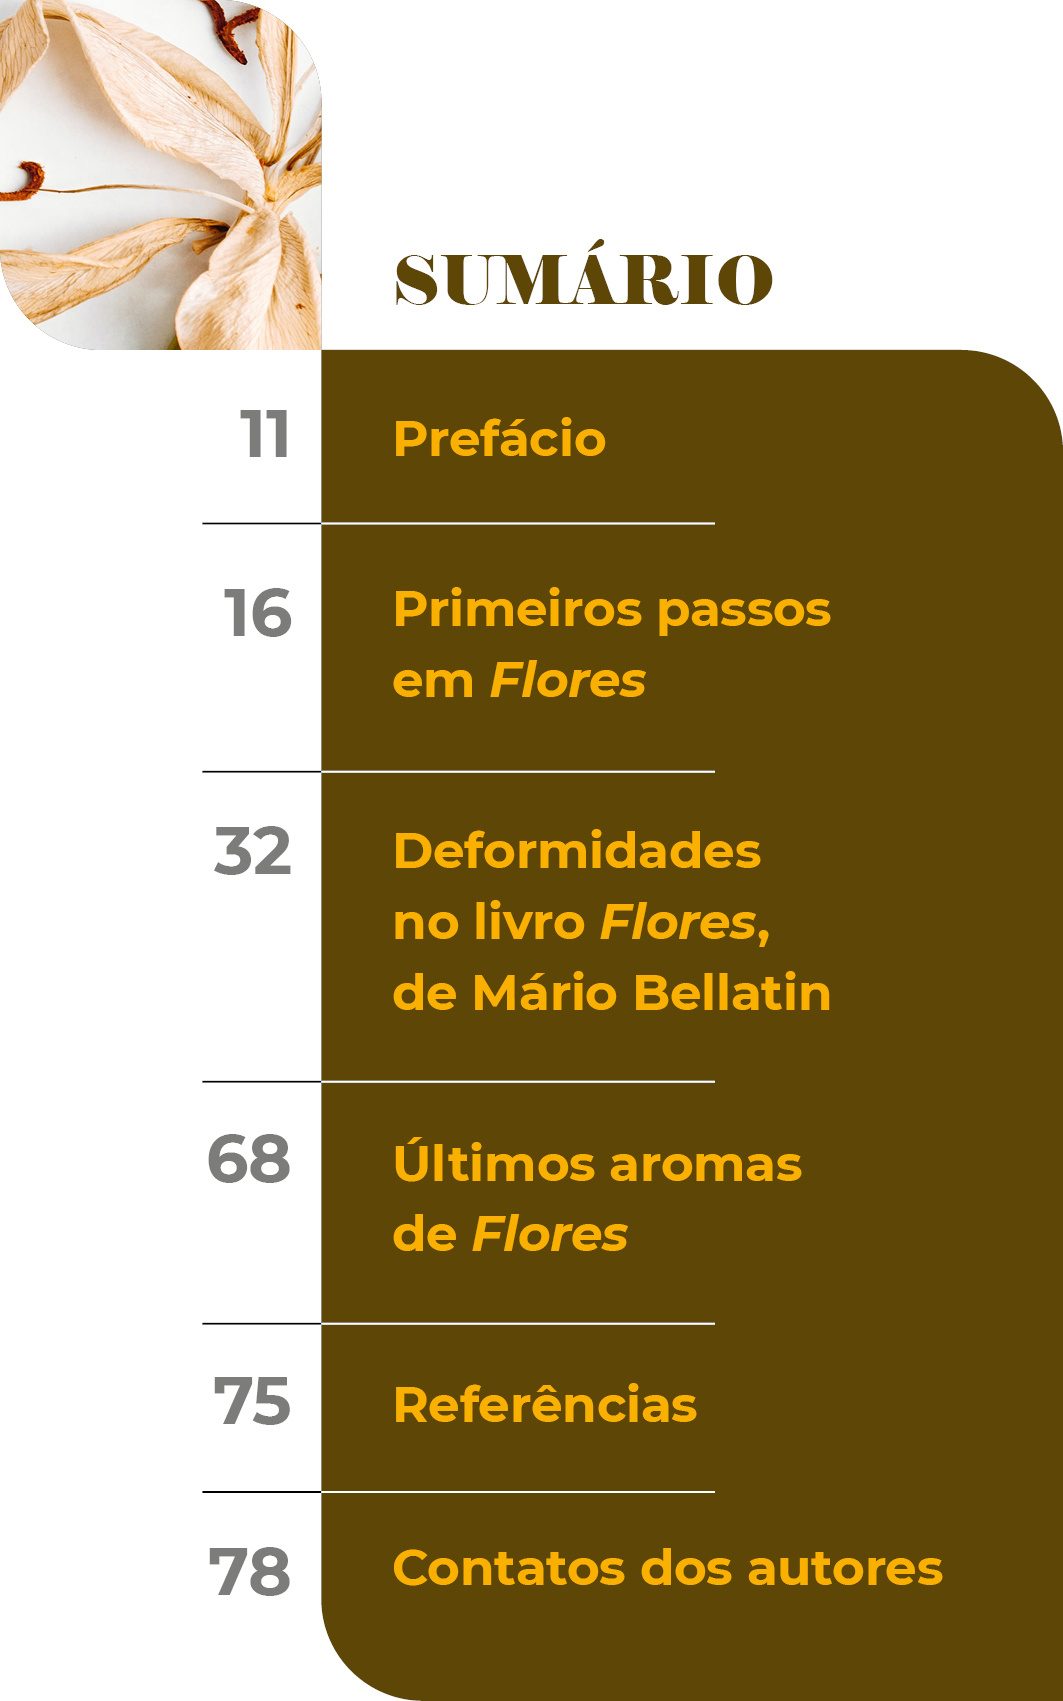 SUMÁRIO
11 Prefácio
16 Primeiros passos
em Flores
32 Deformidades
no livro Flores,
de Mário Bellatin
68 Últimos aromas
de Flores
75 Referências
78 Contatos dos autores